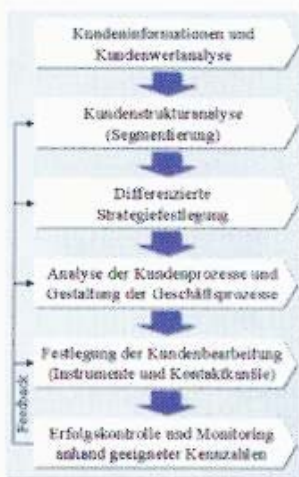 Kundeninformationen und
Kundenwertanalyse
Kundenstrukturanalyse
(Segmentierung)
Differenzierte
Strategiefestlegung
Analyse der Kundenprozesse und
Gestaltung der Geschäftsprozesse
Festlegung der Kundenbearbeitung
(Instrumente und Kontaktkanäle)
Erfolgskontrolle und Monitoring
anhand geeigneter Kennzahlen
Feedback